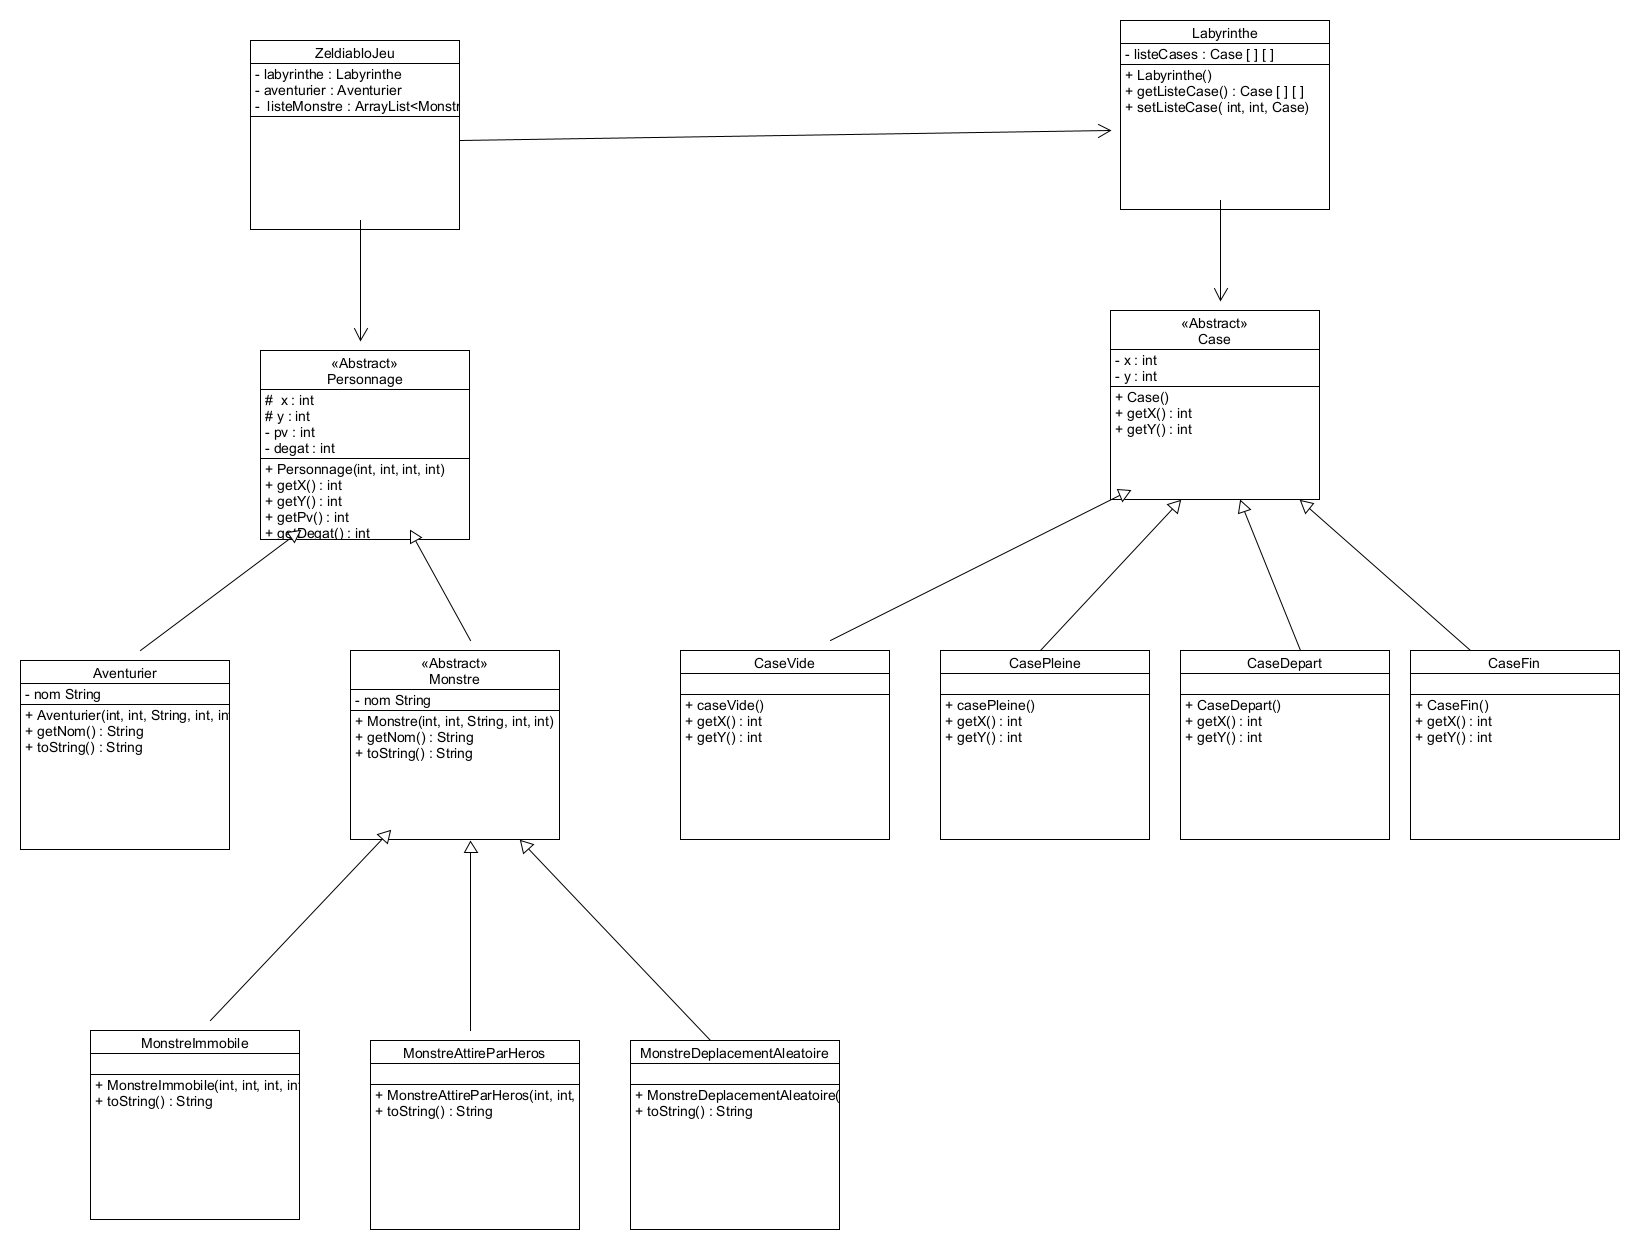 ZeldiabloJeu
- labyrinthe : Labyrinthe
- aventurier : Aventurier
-  listeMonstre : ArrayList<Monstr
Labyrinthe
- listeCases : Case [ ] [ ]
+ Labyrinthe()
+ getListeCase() : Case [ ] [ ]
+ setListeCase( int, int, Case)
«Abstract»
Personnage
#  x : int
# y : int
- pv : int
- degat : int
+ Personnage(int, int, int, int)
+ getX() : int
+ getY() : int
+ getPv() : int
+ getDegat() : int
«Abstract»
Case
- x : int
- y : int
+ Case()
+ getX() : int
+ getY() : int
Aventurier
- nom String
+ Aventurier(int, int, String, int, in
+ getNom() : String
+ toString() : String
«Abstract»
Monstre
- nom String
+ Monstre(int, int, String, int, int)
+ getNom() : String
+ toString() : String
CaseVide
+ caseVide()
+ getX() : int
+ getY() : int
CasePleine
+ casePleine()
+ getX() : int
+ getY() : int
CaseDepart
+ CaseDepart()
+ getX() : int
+ getY() : int
CaseFin
+ CaseFin()
+ getX() : int
+ getY() : int
MonstreImmobile
+ MonstreImmobile(int, int, int, in
+ toString() : String
MonstreAttireParHeros
+ MonstreAttireParHeros(int, int,
+ toString() : String
MonstreDeplacementAleatoire
+ MonstreDeplacementAleatoire(
+ toString() : String